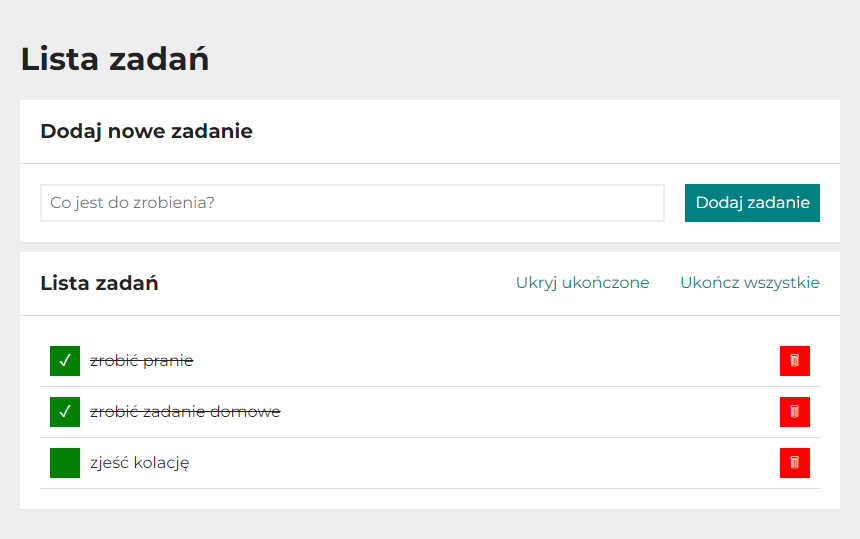 Lista zadań
Dodaj nowe zadanie
Co jest do zrobienia?
Dodaj zadanie
Lista zadań
Ukryj ukończone
Ukończ wszystkie
✓ zrobić pranie
✓ zrobić zadanie domowe
zjeść kolację